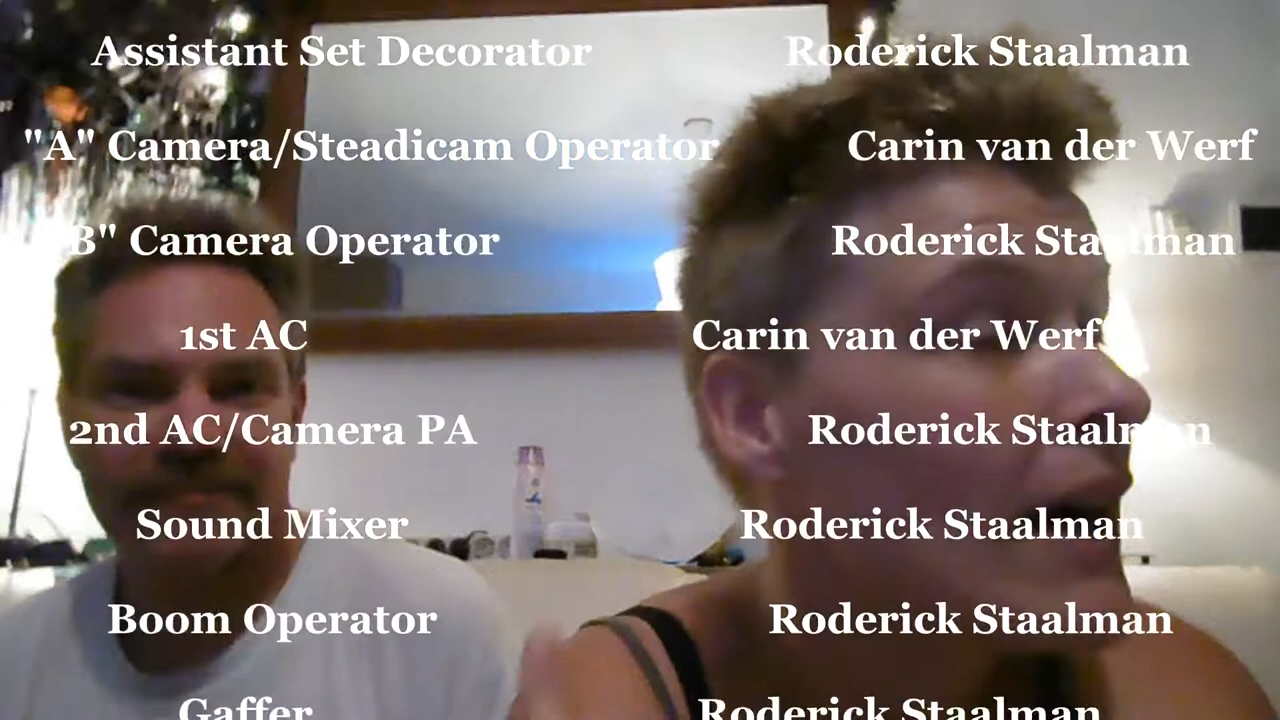 Assistant Set Decorator Roderick Staalman
"A" Camera/Steadicam Operator Carin van der Werf
"B" Camera Operator Roderick Staalman
1st AC Carin van der Werf
2nd AC/Camera PA Roderick Staalman
Sound Mixer Roderick Staalman
Boom Operator Roderick Staalman
Gaffer Roderick Staalman